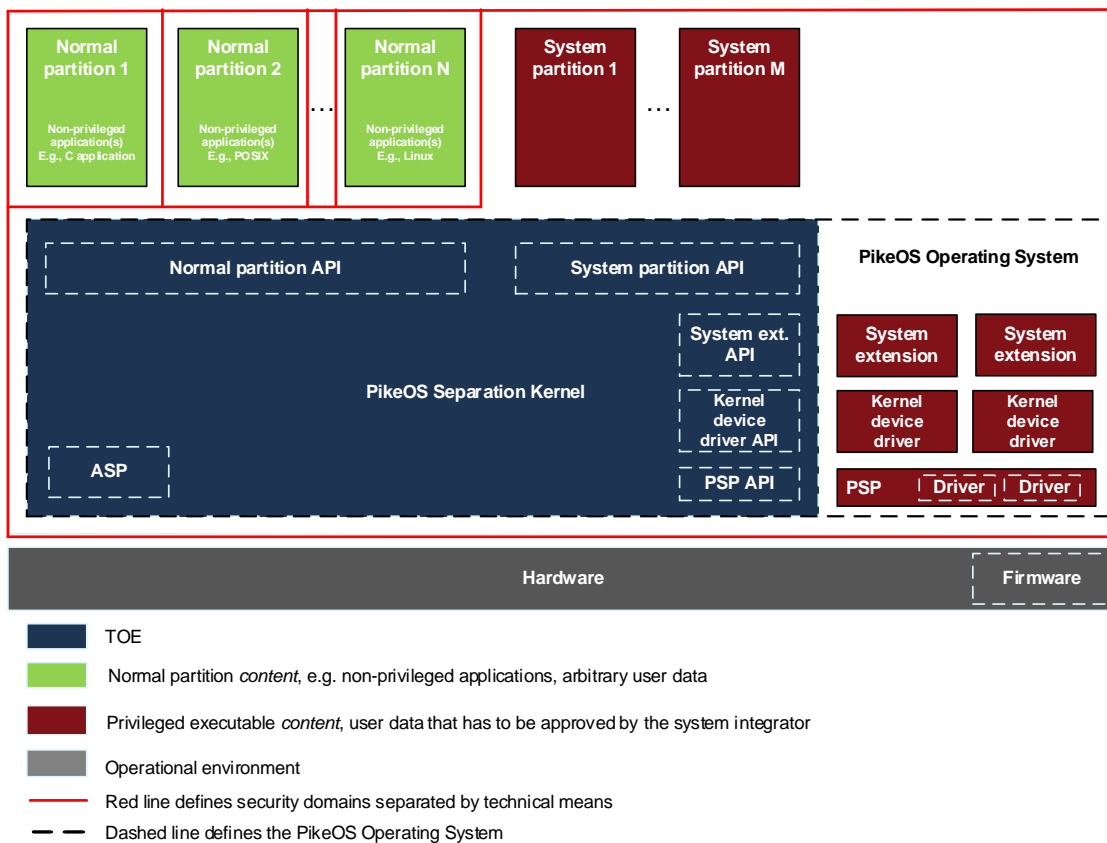 Normal
partition 1
Non-privileged
application(s)
E.g., C application
Normal
partition 2
Non-privileged
application(s)
E.g., POSIX
...
Normal
partition N
Non-privileged
application(s)
E.g., Linux
System
partition 1
...
System
partition M
Normal partition API
System partition API
PikeOS Operating System
System ext.
API
System
extension
System
extension
PikeOS Separation Kernel
Kernel
device
driver API
Kernel
device
driver
Kernel
device
driver
ASP
PSP API
PSP
Driver
Driver
Hardware
Firmware
TOE
Normal partition content, e.g. non-privileged applications, arbitrary user data
Privileged executable content, user data that has to be approved by the system integrator
Operational environment
Red line defines security domains separated by technical means
Dashed line defines the PikeOS Operating System